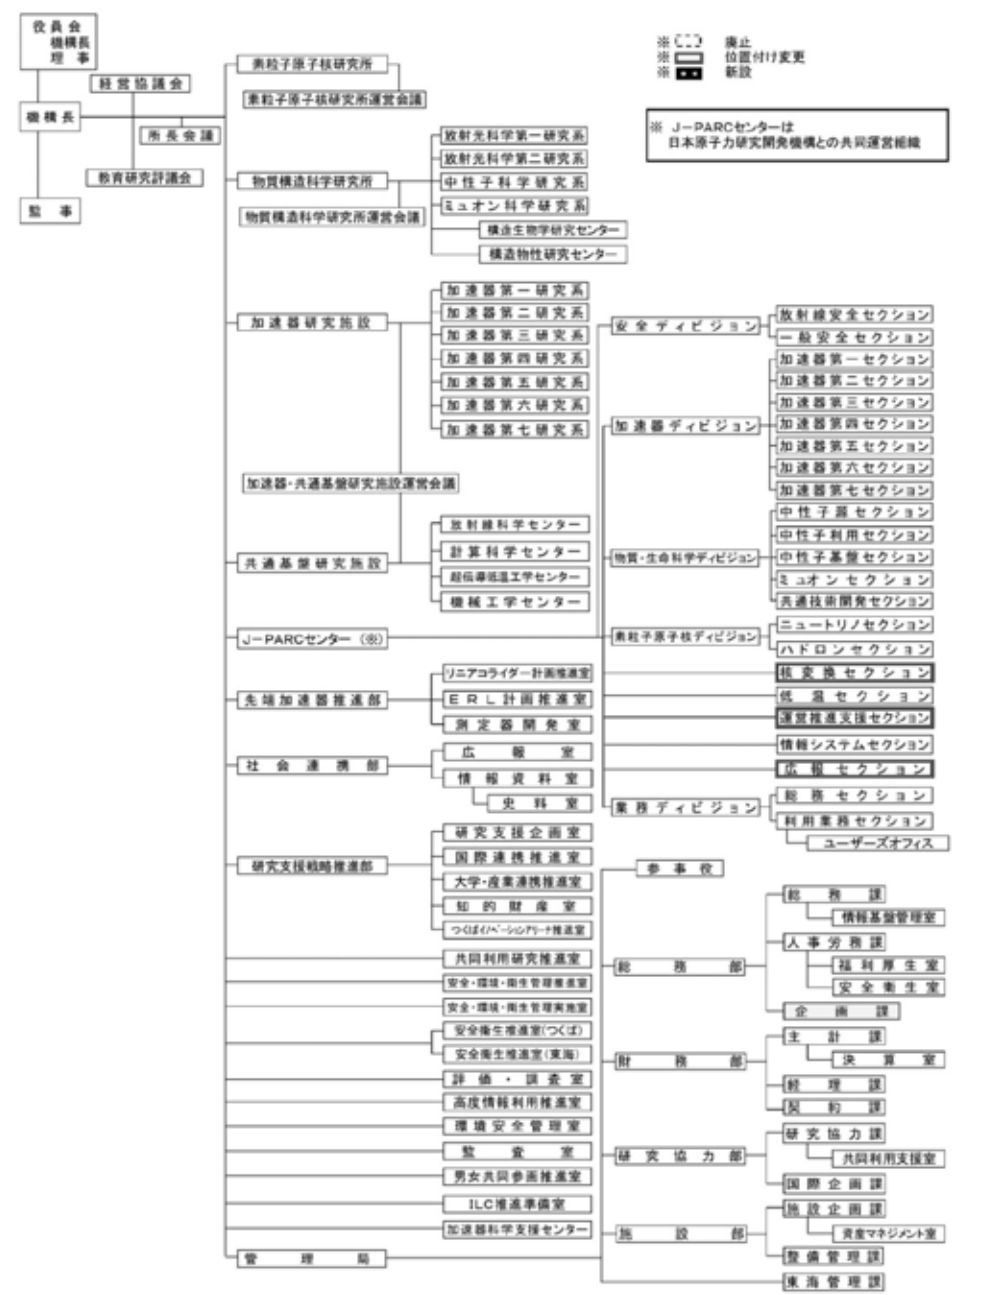 役員会
機構長
理事
経営協議会
機構長
所長会議
教育研究評議会
監事
※ 廃止
※ 位置付け変更
※ 新設
※ J-PARCセンターは
日本原子力研究開発機構との共同運営組織
素粒子原子核研究所
素粒子原子核研究所運営会議
物質構造科学研究所
物質構造科学研究所運営会議
放射光科学第一研究系
放射光科学第二研究系
中性子科学研究系
ミュオン科学研究系
構造生物学研究センター
構造物性研究センター
加速器研究施設
加速器第一研究系
加速器第二研究系
加速器第三研究系
加速器第四研究系
加速器第五研究系
加速器第六研究系
加速器第七研究系
加速器・共通基盤研究施設運営会議
共通基盤研究施設
放射線科学センター
計算科学センター
超伝導低温工学センター
機械工学センター
J-PARCセンター(※)
安全ディビジョン
放射線安全セクション
一般安全セクション
加速器ディビジョン
加速器第一セクション
加速器第二セクション
加速器第三セクション
加速器第四セクション
加速器第五セクション
加速器第六セクション
加速器第七セクション
物質・生命科学ディビジョン
中性子源セクション
中性子利用セクション
中性子基盤セクション
ミュオンセクション
共通技術開発セクション
素粒子原子核ディビジョン
ニュートリノセクション
ハドロンセクション
核変換セクション
低温セクション
運営推進支援セクション
情報システムセクション
広報セクション
業務ディビジョン
総務セクション
利用業務セクション
ユーザーズオフィス
先端加速器推進部
リニアコライダー計画推進室
ERL計画推進室
測定器開発室
社会連携部
広報室
情報資料室
史料室
研究支援戦略推進部
研究支援企画室
国際連携推進室
大学・産業連携推進室
知的財産室
つくばイノベーションアリーナ推進室
共同利用研究推進室
安全・環境・衛生管理推進室
安全・環境・衛生管理実施室
安全衛生推進室(つくば)
安全衛生推進室(東海)
評価・調査室
高度情報利用推進室
環境安全管理室
監査室
男女共同参画推進室
ILC推進準備室
加速器科学支援センター
管理局
参事役
総務部
総務課
情報基盤管理室
人事労務課
福利厚生室
安全衛生室
企画課
財務部
主計課
決算室
経理課
契約課
研究協力部
研究協力課
共同利用支援室
国際企画課
施設部
施設企画課
資産マネジメント室
整備管理課
東海管理課